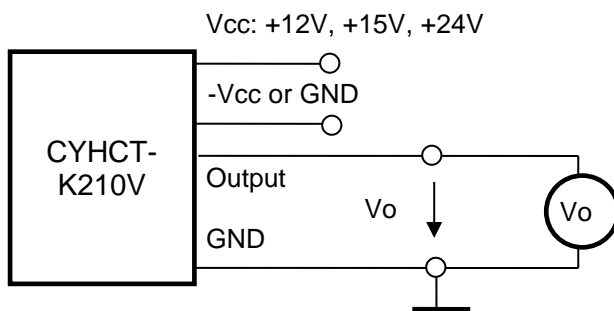 Vcc: +12V, +15V, +24V
-Vcc or GND
CYHCT-
K210V
Output
Vo
Vo
GND